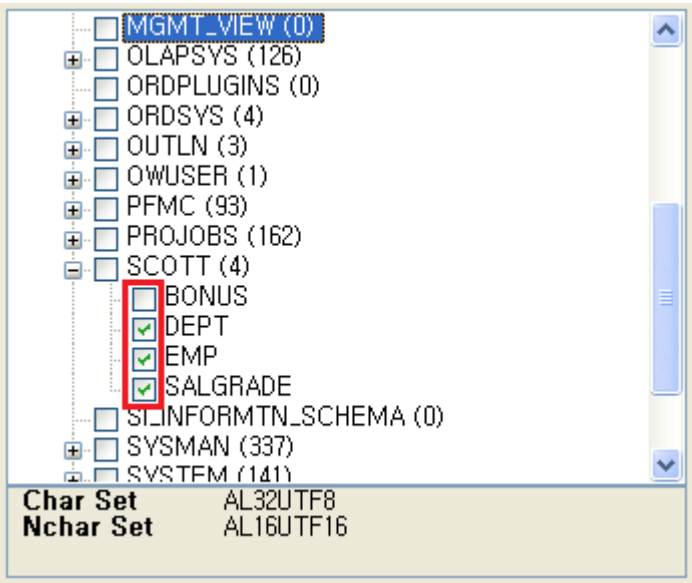 MGMT_VIEW (0)
OLAPSYS (126)
ORDPLUGINS (0)
ORDSYS (4)
OUTLN (3)
OWUSER (1)
PFMC (93)
PROJOBS (162)
SCOTT (4)
BONUS
DEPT
EMP
SALGRADE
SI_INFORMTN_SCHEMA (0)
SYSMAN (337)
SYSTEM (141)
Char Set AL32UTF8
Nchar Set AL16UTF16